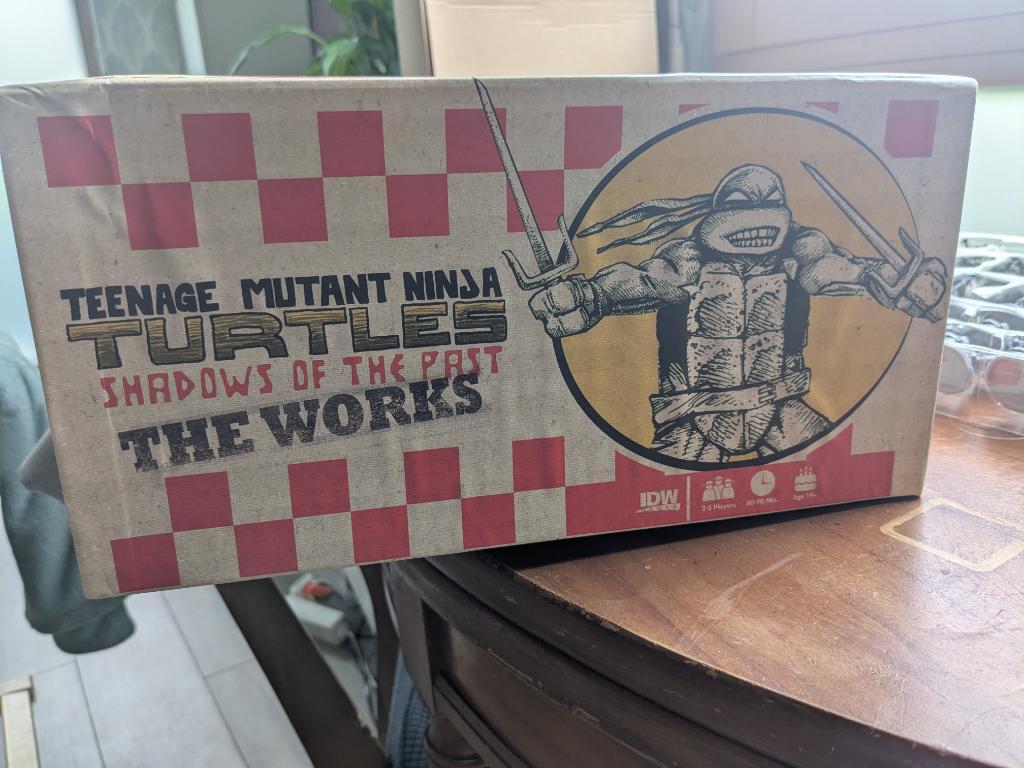 TEENAGE MUTANT NINJA
TURTLES
SHADOWS OF THE PAST
THE WORKS
IDW
GAMES
2-5 Players
60-90 Min.
Age 14+